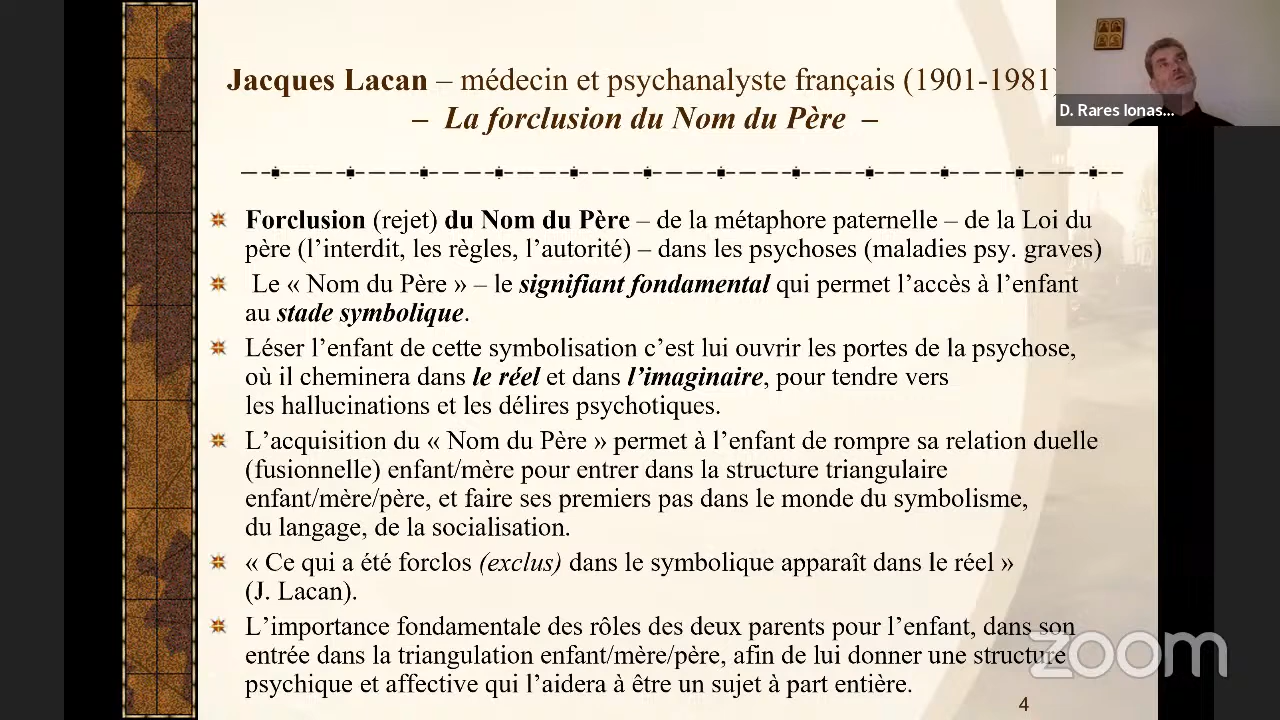 Jacques Lacan – médecin et psychanalyste français (1901-1981)
– La forclusion du Nom du Père –
D. Rares Ionas...
Forclusion (rejet) du Nom du Père – de la métaphore paternelle – de la Loi du
père (l’interdit, les règles, l’autorité) – dans les psychoses (maladies psy. graves)
Le « Nom du Père » – le signifiant fondamental qui permet l’accès à l’enfant
au stade symbolique.
Léser l’enfant de cette symbolisation c’est lui ouvrir les portes de la psychose,
où il cheminera dans le réel et dans l’imaginaire, pour tendre vers
les hallucinations et les délires psychotiques.
L’acquisition du « Nom du Père » permet à l’enfant de rompre sa relation duelle
(fusionnelle) enfant/mère pour entrer dans la structure triangulaire
enfant/mère/père, et faire ses premiers pas dans le monde du symbolisme,
du langage, de la socialisation.
« Ce qui a été forclos (exclus) dans le symbolique apparaît dans le réel »
(J. Lacan).
L’importance fondamentale des rôles des deux parents pour l’enfant, dans son
entrée dans la triangulation enfant/mère/père, afin de lui donner une structure
psychique et affective qui l’aidera à être un sujet à part entière.
zoom
4